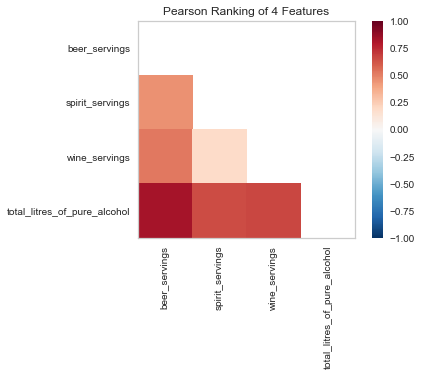 Pearson Ranking of 4 Features
beer_servings
spirit_servings
wine_servings
total_litres_of_pure_alcohol
beer_servings
spirit_servings
wine_servings
total_litres_of_pure_alcohol
1.00
0.75
0.50
0.25
0.00
−0.25
−0.50
−0.75
−1.00